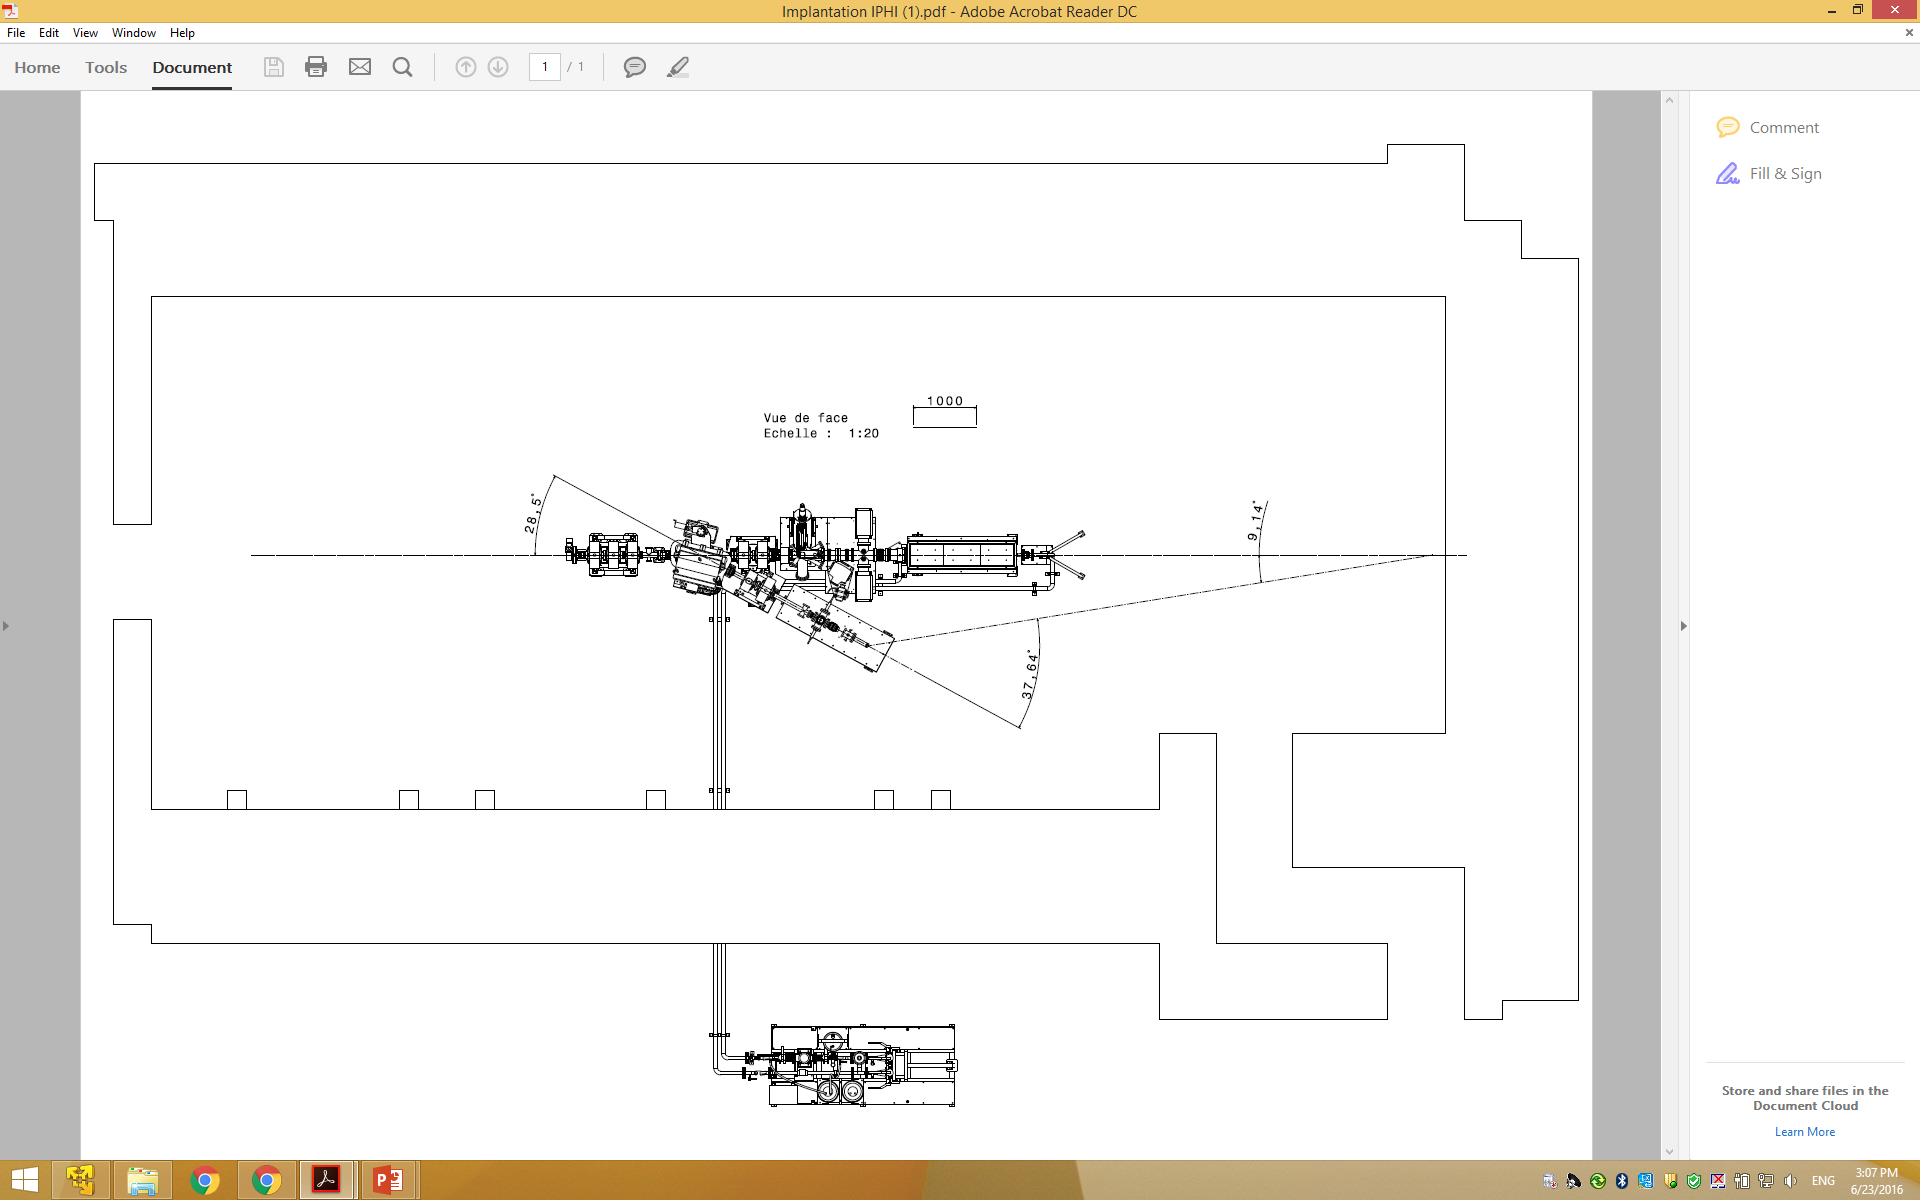 Implantation IPHI (1).pdf - Adobe Acrobat Reader DC
File Edit View Window Help
Home Tools Document 1 / 1
Comment
Fill & Sign
1000
Vue de face
Echelle : 1:20
28,5°
9,14°
37,64°
Store and share files in the
Document Cloud
Learn More
ENG
3:07 PM
6/23/2016